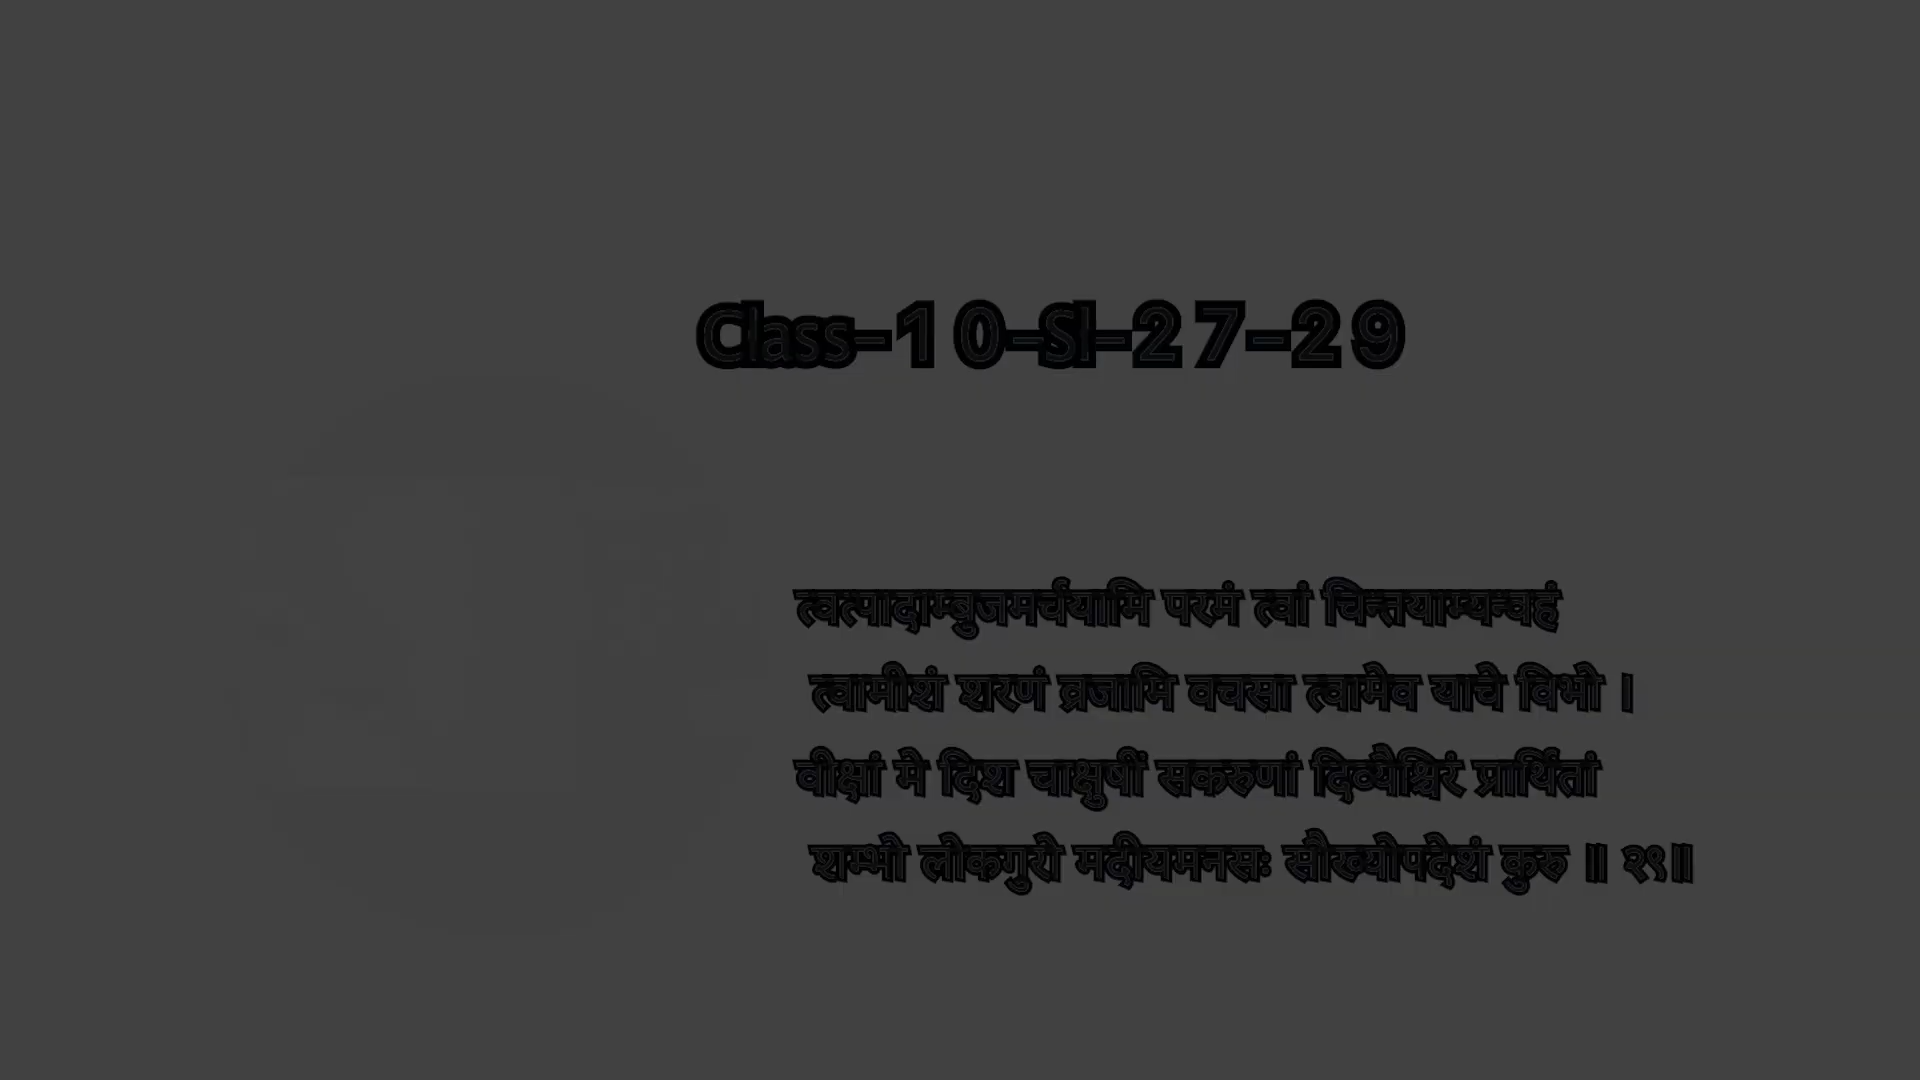 Class-10-Sl-27-29
त्वत्पादाम्बुजमर्चयामि परमं त्वां चिन्तयाम्यन्वहं
त्वामीशं शरणं व्रजामि वचसा त्वामेव याचे विभो ।
वीक्षां मे दिश चाक्षुषीं सकरुणां दिव्यैश्चिरं प्रार्थितां
शम्भो लोकगुरो मदीयमनसः सौख्योपदेशं कुरु ॥ २९॥